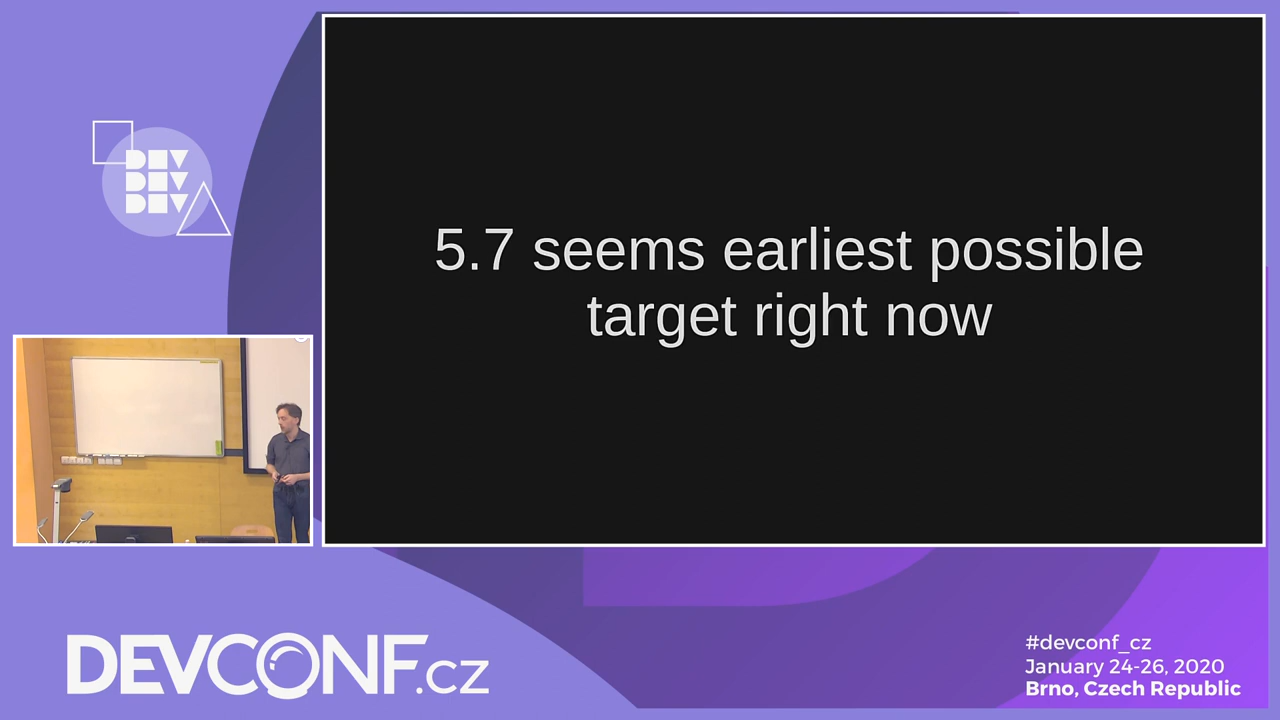 DEV
DEV
DEV
5.7 seems earliest possible
target right now
DEVCONF.cz
#devconf_cz
January 24-26, 2020
Brno, Czech Republic